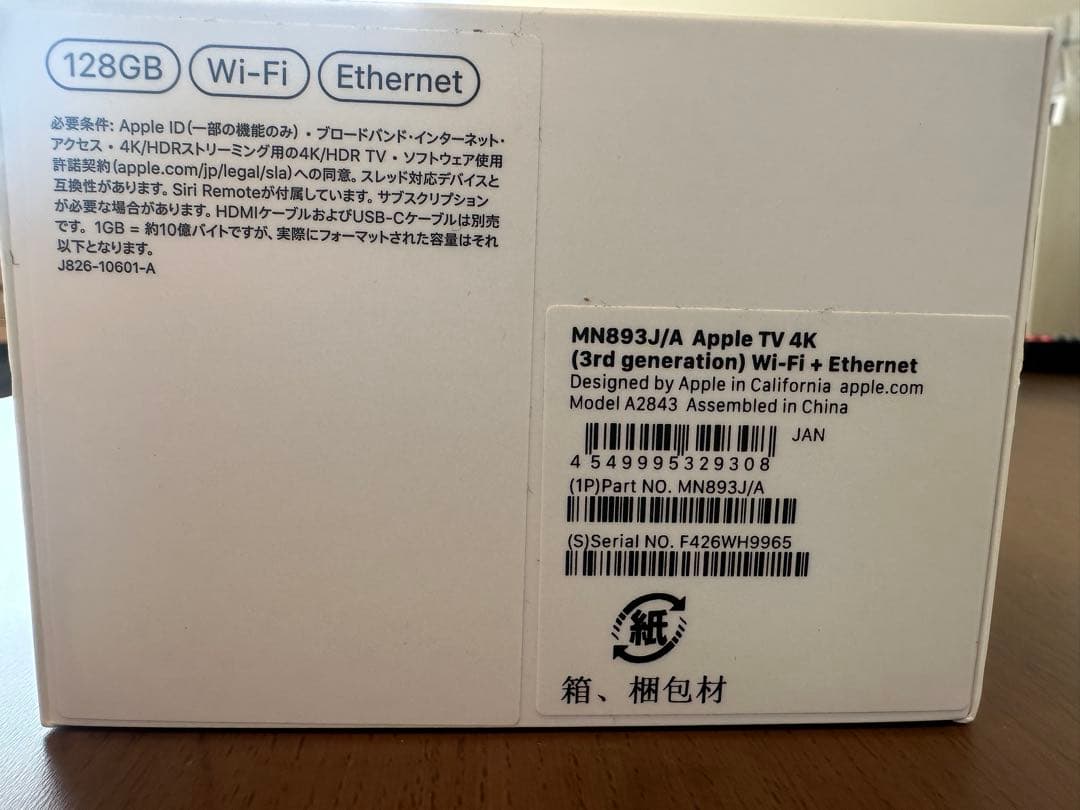 128GB Wi-Fi Ethernet
必要条件: Apple ID(一部の機能のみ)・ブロードバンド・インターネット・
アクセス・4K/HDRストリーミング用の4K/HDR TV・ソフトウェア使用
許諾契約(apple.com/jp/legal/sla)への同意。スレッド対応デバイスと
互換性があります。Siri Remoteが付属しています。サブスクリプション
が必要な場合があります。HDMIケーブルおよびUSB-Cケーブルは別売
です。1GB = 約10億バイトですが、実際にフォーマットされた容量はそれ
以下となります。
J826-10601-A
MN893J/A Apple TV 4K
(3rd generation) Wi-Fi + Ethernet
Designed by Apple in California apple.com
Model A2843 Assembled in China
JAN
4 549995329308
(1P)Part NO. MN893J/A
(S)Serial NO. F426WH9965
紙
箱、梱包材